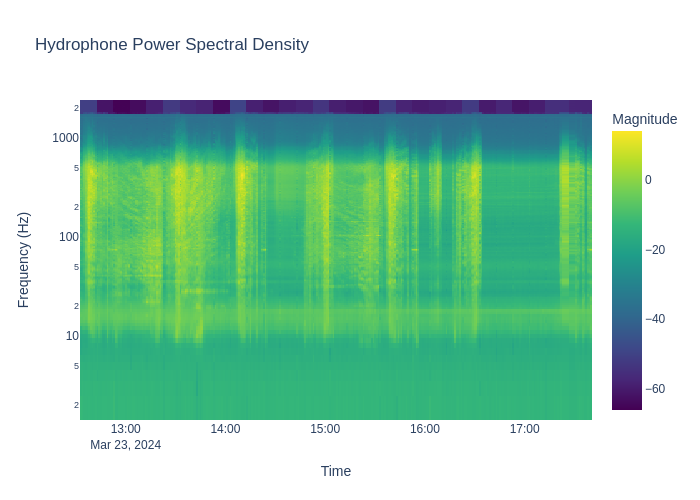 Hydrophone Power Spectral Density
Magnitude
0
−20
−40
−60
Frequency (Hz)
2
1000
5
2
100
5
2
10
5
2
13:00 14:00 15:00 16:00 17:00
Mar 23, 2024
Time